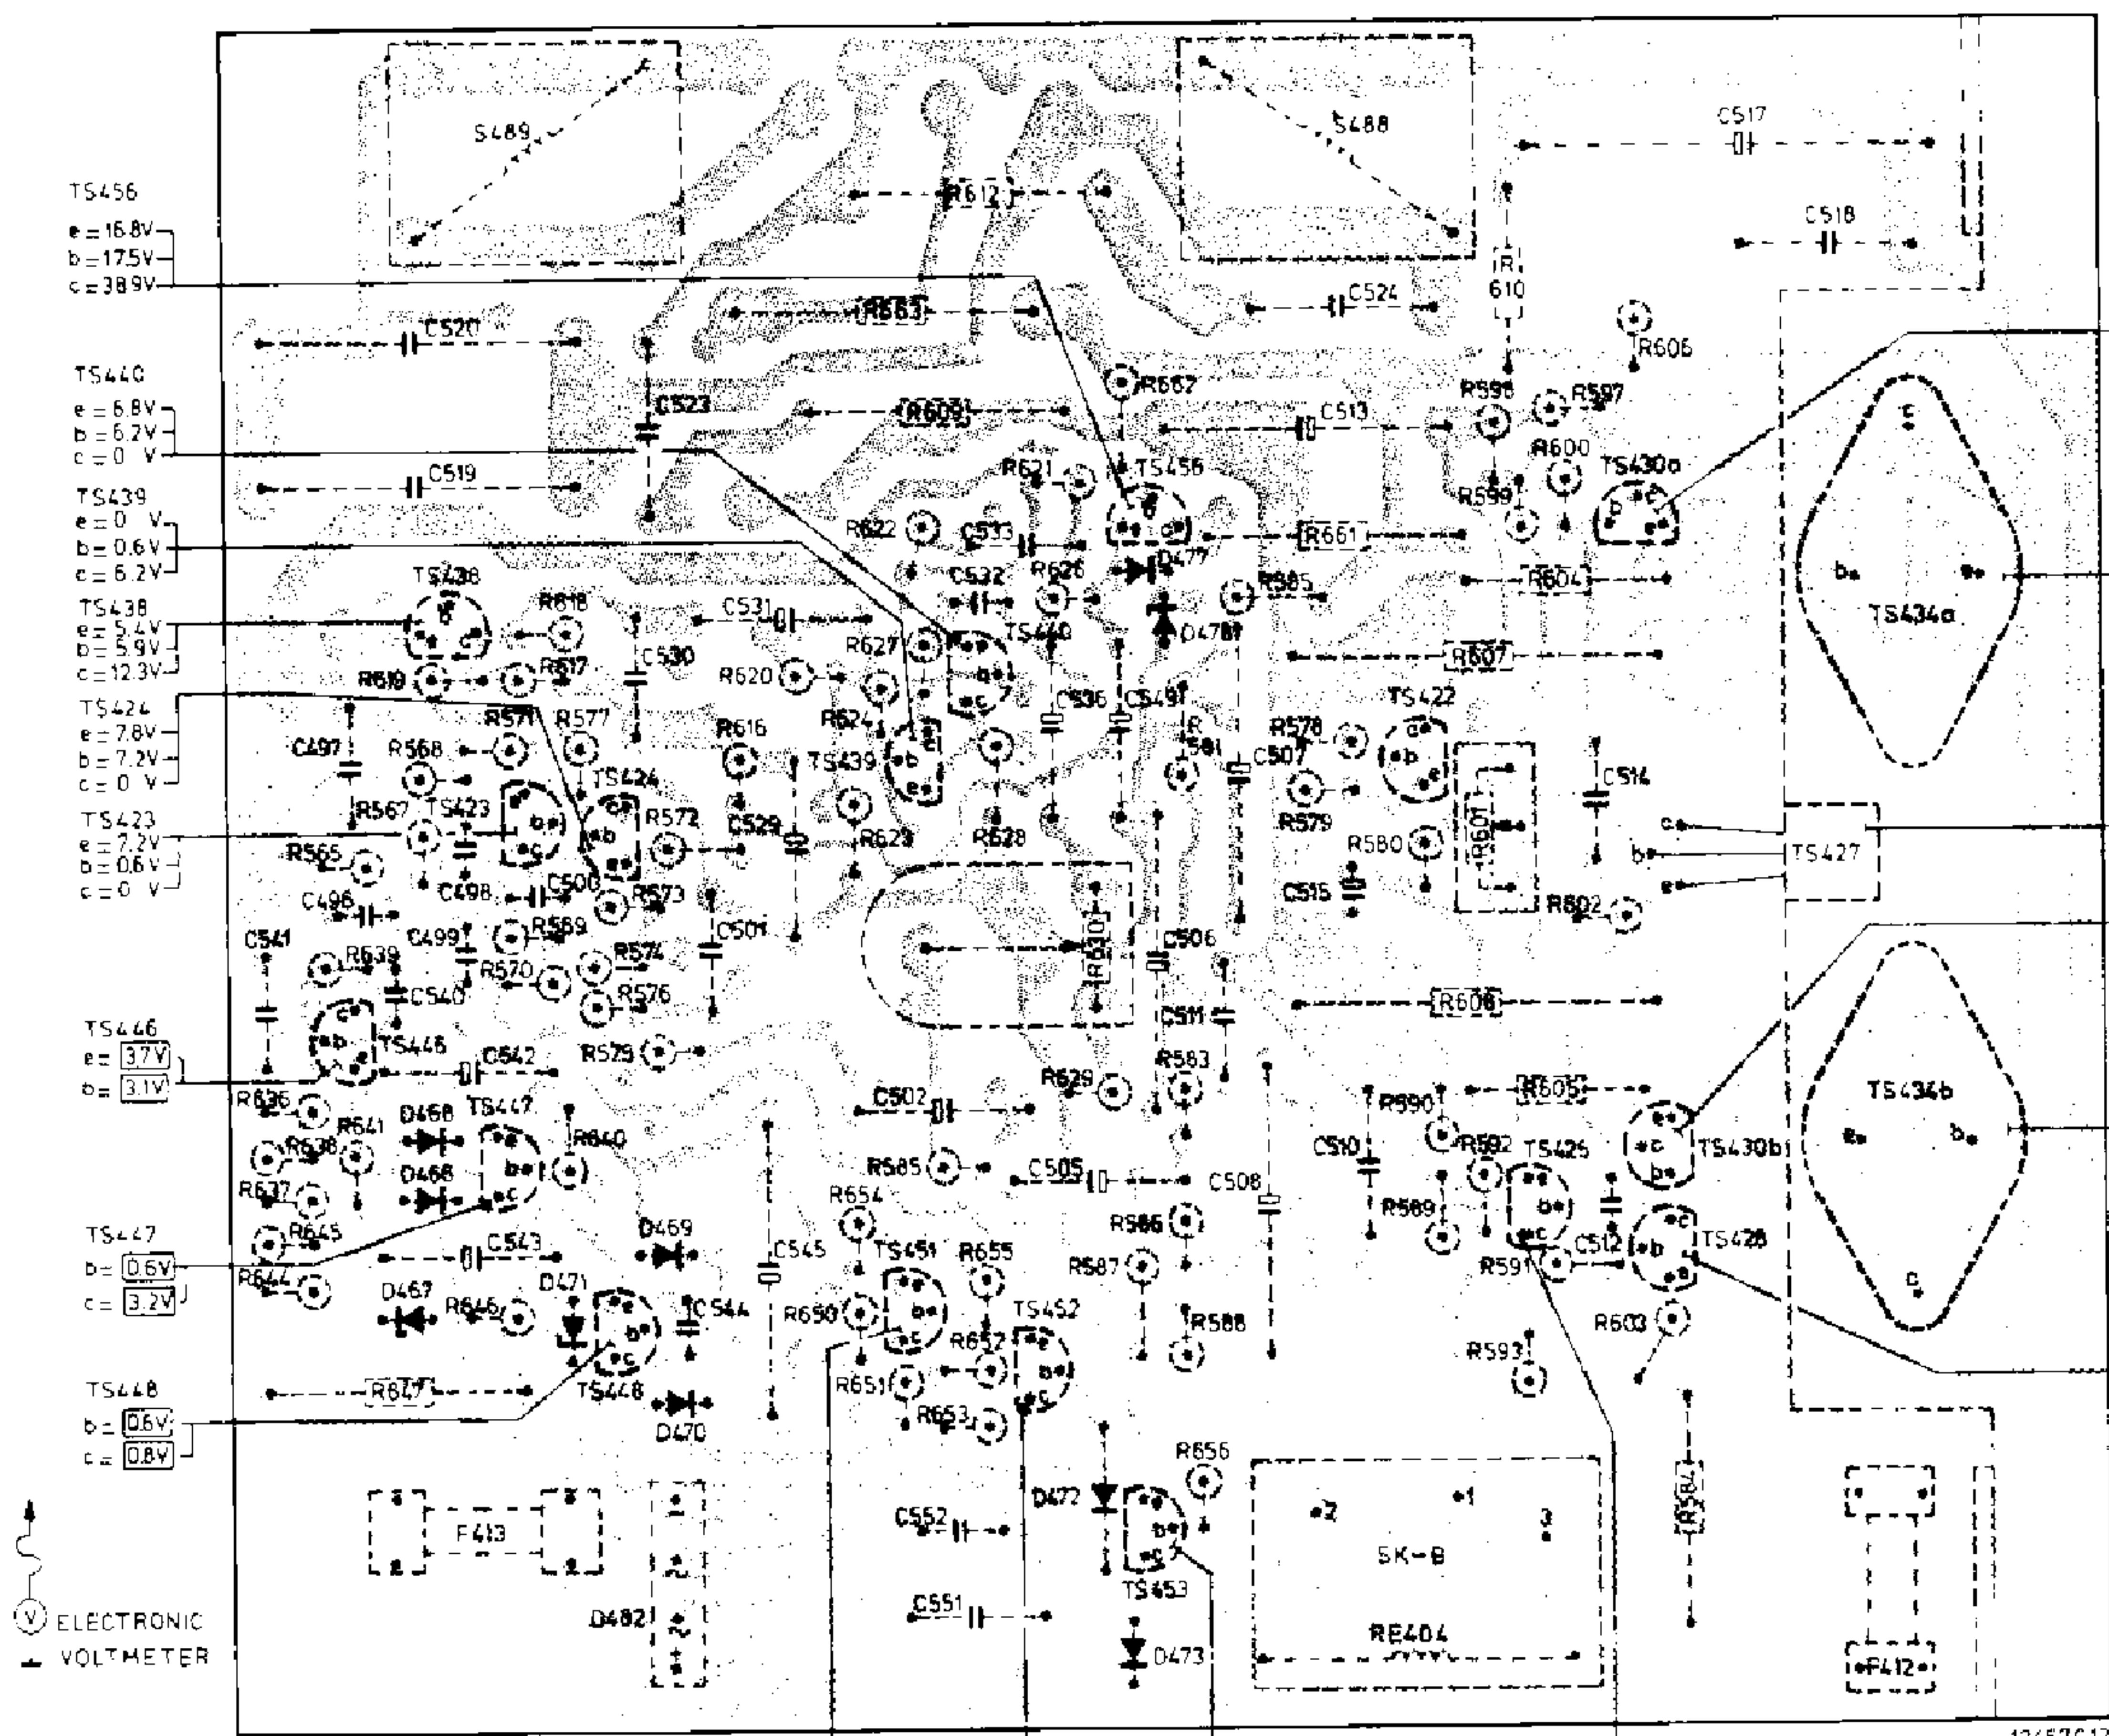 TS456
e = 16.8V
b = 17.5V
c = 38.9V
TS440
e = 6.8V
b = 6.2V
c = 0 V
TS439
e = 0 V
b = 0.6V
c = 6.2V
TS438
e = 5.4V
b = 5.9V
c = 12.3V
TS424
e = 7.8V
b = 7.2V
c = 0 V
TS423
e = 7.2V
b = 0.6V
c = 0 V
TS446
e = 3.7V
b = 3.1V
TS447
b = 0.6V
c = 3.2V
TS448
b = 0.6V
c = 0.8V
V ELECTRONIC
VOLTMETER
S489
S488
C517
R612
C518
R
610
C524
R663
C520
R606
R662
C523
R609
C513
R598
R597
R600
TS430a
C519
R621
TS456
R599
R622
C533
R661
D477
TS438
R618
C532
R626
R585
R604
C531
TS440
D478
TS434a
R619
R617
C530
R627
R607
R620
C536
C549
TS422
R624
R571
R577
R616
R578
C497
R568
TS439
R
581
C507
C514
TS424
R567
TS423
R572
C529
R623
R628
R579
R601
R580
TS427
R565
C498
C500
R573
C515
C496
R602
C541
C499
R569
C501
R630
C506
R639
R574
R570
C540
R576
R608
C511
TS446
C542
R575
R629
R583
R636
C502
R590
R605
TS434b
R641
D468
TS447
R640
R638
R592
TS425
TS430b
D468
R585
C505
C510
R637
R654
C508
R645
D469
R586
R589
C543
C545
TS451
R655
C512
TS428
R644
D471
R587
R591
D467
R646
C544
R650
TS452
R588
R603
R652
R593
R647
TS448
R651
D470
R653
R656
D472
R584
F413
C552
2
1
3
SK-B
TS453
D482
C551
RE404
D473
F412